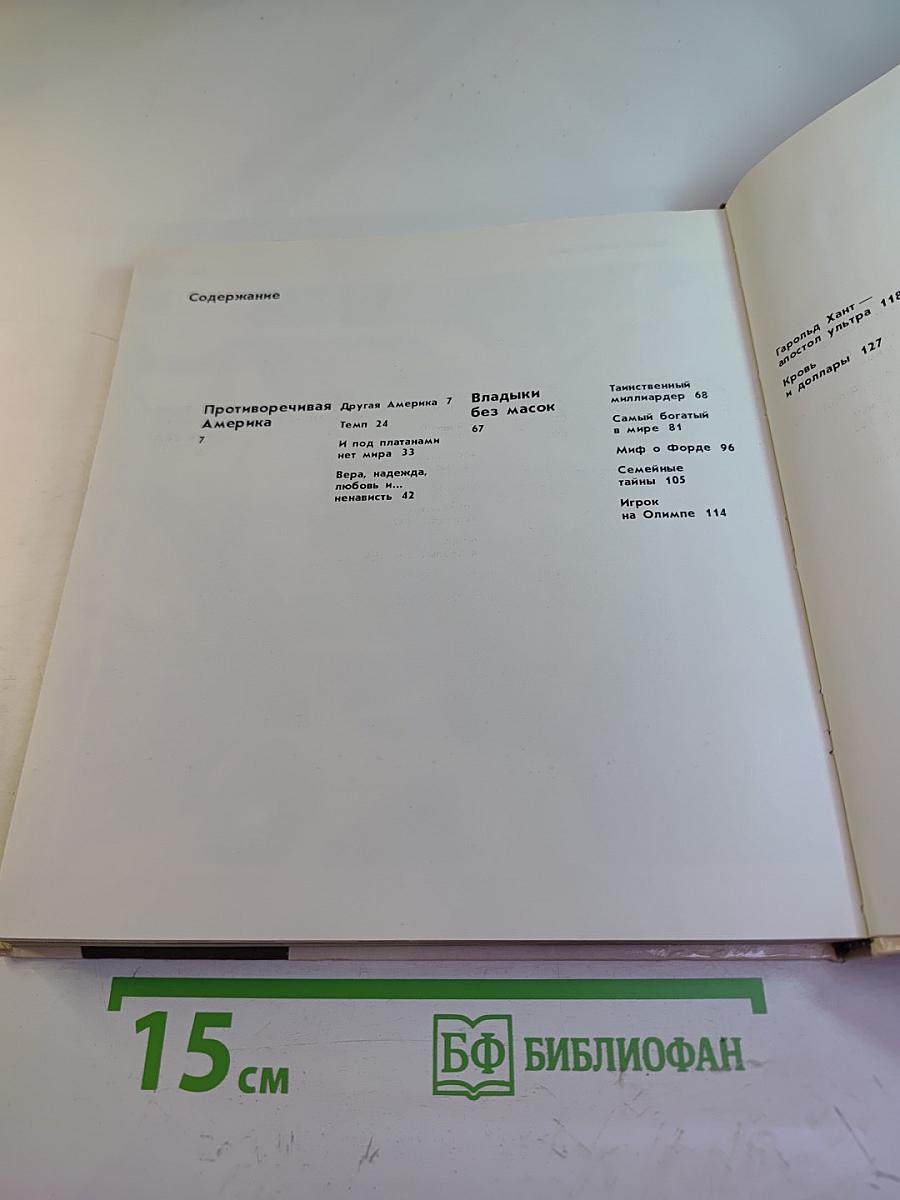 Содержание
Противоречивая
Америка
7
Другая Америка 7
Темп 24
И под платанами
нет мира 33
Вера, надежда,
любовь и...
ненависть 42
Владыки
без масок
67
Таинственный
миллиардер 68
Самый богатый
в мире 81
Миф о Форде 96
Семейные
тайны 105
Игрок
на Олимпе 114
Гарольд Хант —
апостол ультра 118
Кровь
и доллары 127
15 см
БФ БИБЛИОФАН